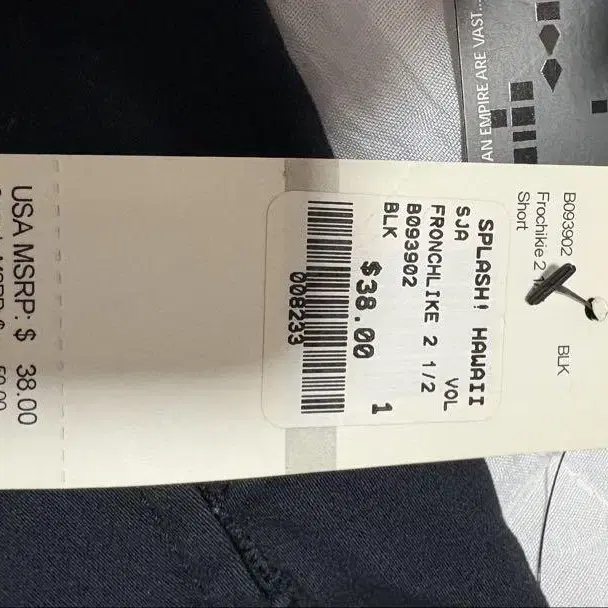 B093902 BLK
Frochikie 2
Short
SPLASH! HAWAII
SJA VOL
FRONCHLIKE 2 1/2
B093902
BLK
$38.00 1
008233
USA MSRP: $ 38.00
AN EMPIRE ARE VAST...